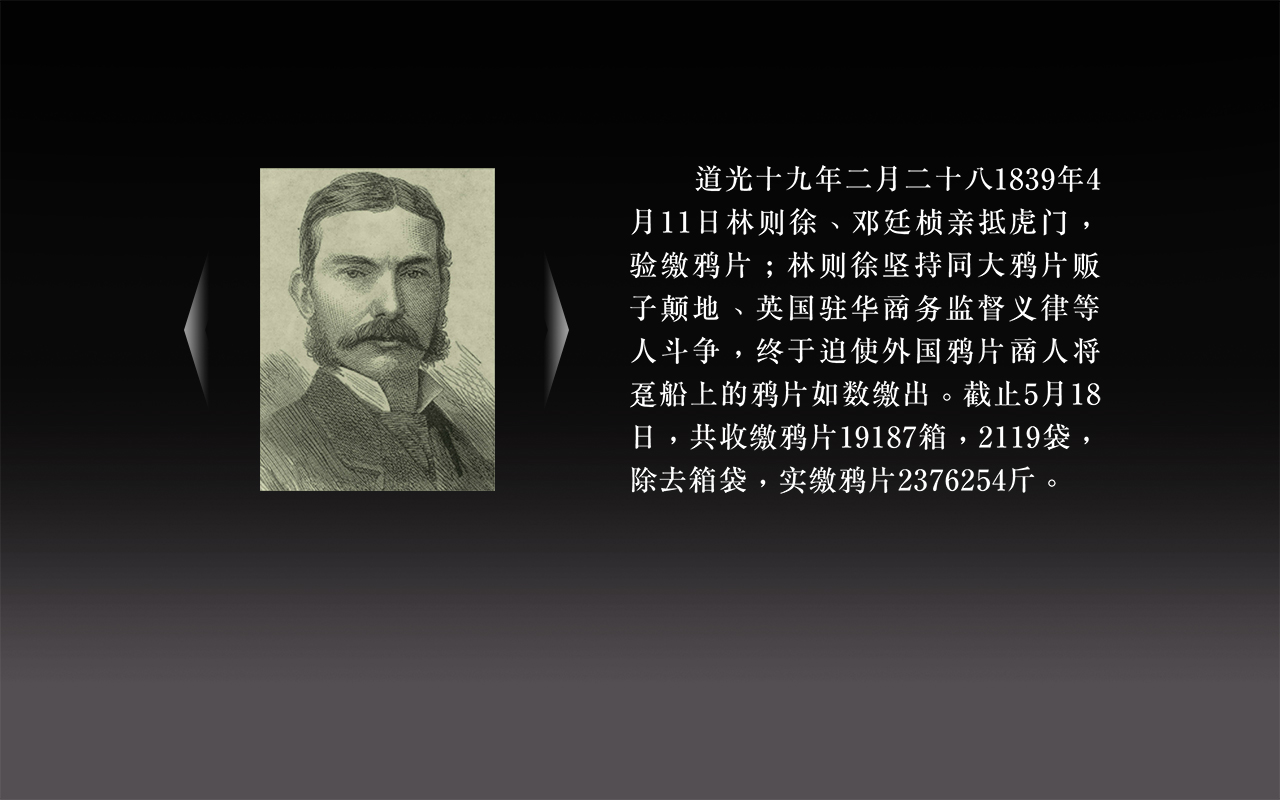 道光十九年二月二十八1839年4
月11日林则徐、邓廷桢亲抵虎门，
验缴鸦片；林则徐坚持同大鸦片贩
子颠地、英国驻华商务监督义律等
人斗争，终于迫使外国鸦片商人将
趸船上的鸦片如数缴出。截止5月18
日，共收缴鸦片19187箱，2119袋，
除去箱袋，实缴鸦片2376254斤。